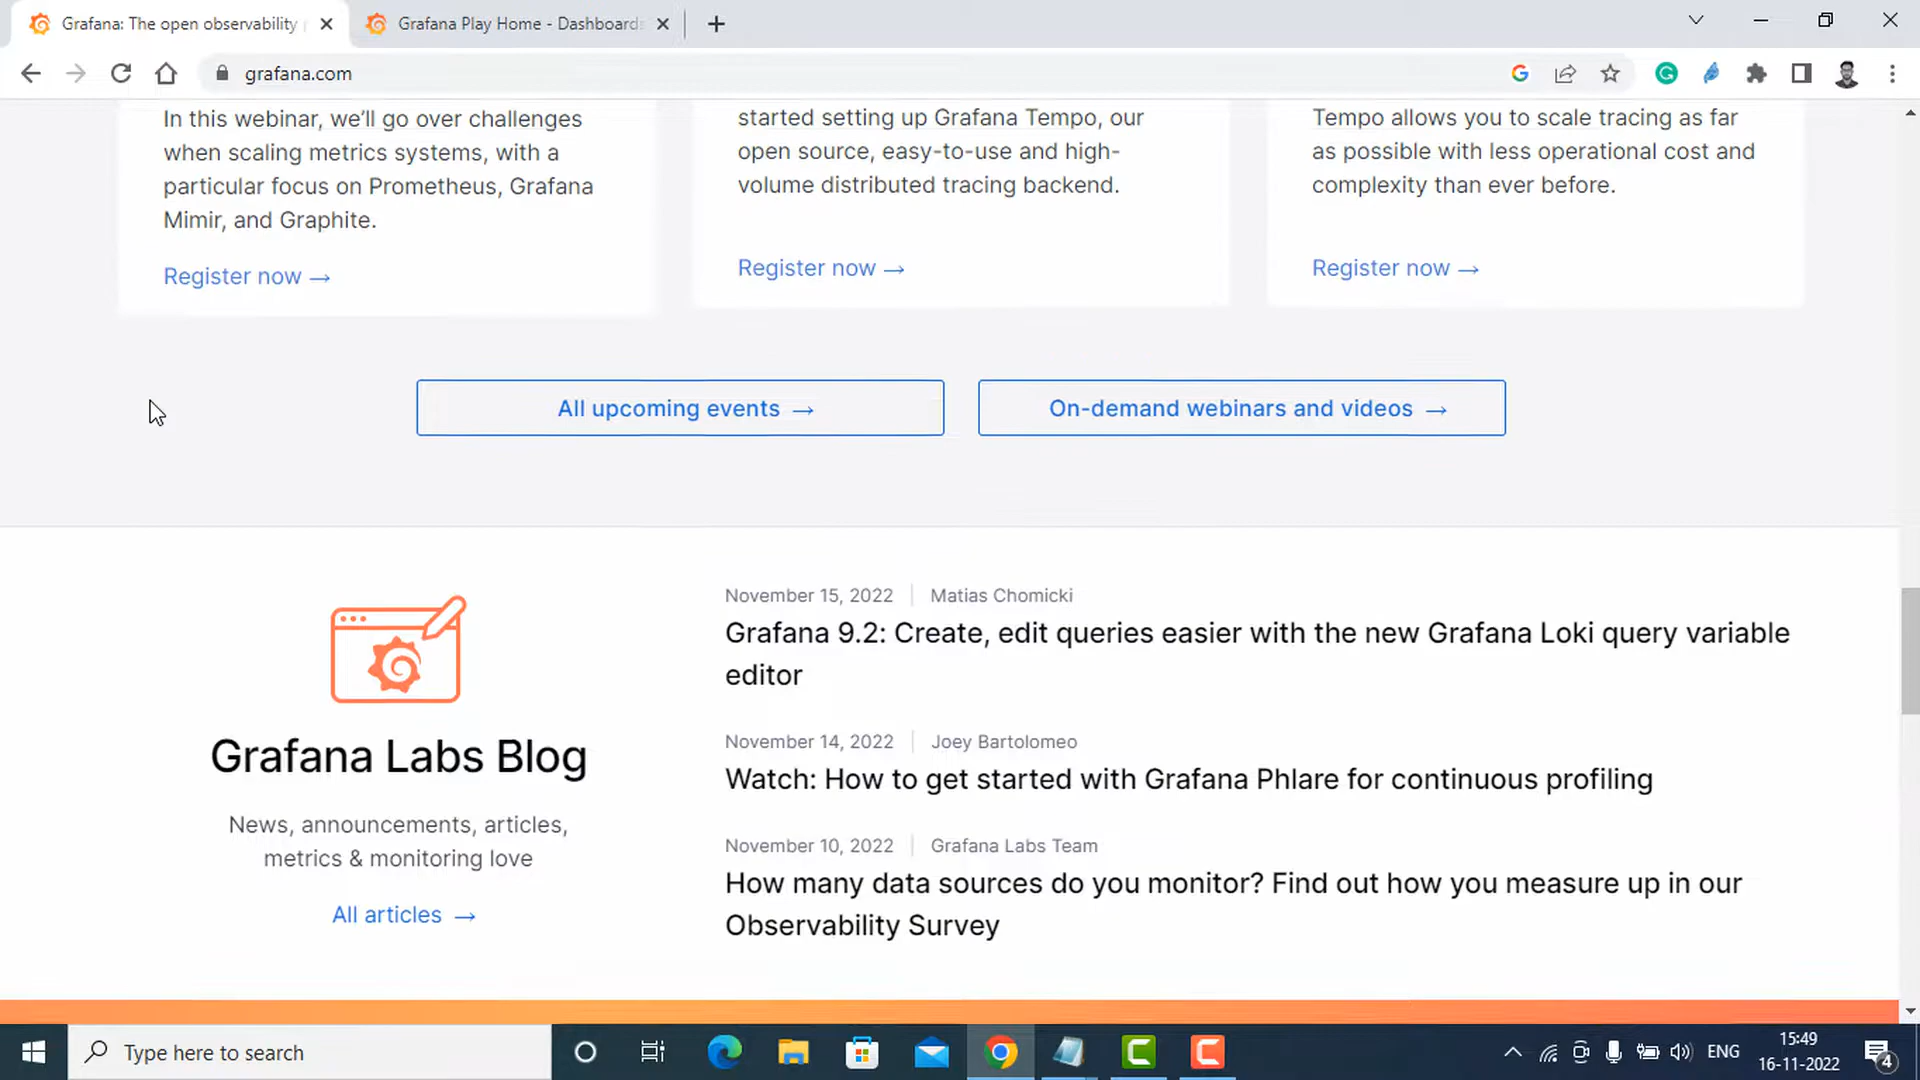 Grafana: The open observability
Grafana Play Home - Dashboards
grafana.com
In this webinar, we'll go over challenges
when scaling metrics systems, with a
particular focus on Prometheus, Grafana
Mimir, and Graphite.
Register now →
started setting up Grafana Tempo, our
open source, easy-to-use and high-
volume distributed tracing backend.
Register now →
Tempo allows you to scale tracing as far
as possible with less operational cost and
complexity than ever before.
Register now →
All upcoming events →
On-demand webinars and videos →
Grafana Labs Blog
News, announcements, articles,
metrics & monitoring love
All articles →
November 15, 2022 | Matias Chomicki
Grafana 9.2: Create, edit queries easier with the new Grafana Loki query variable
editor
November 14, 2022 | Joey Bartolomeo
Watch: How to get started with Grafana Phlare for continuous profiling
November 10, 2022 | Grafana Labs Team
How many data sources do you monitor? Find out how you measure up in our
Observability Survey
Type here to search
ENG
15:49
16-11-2022
4